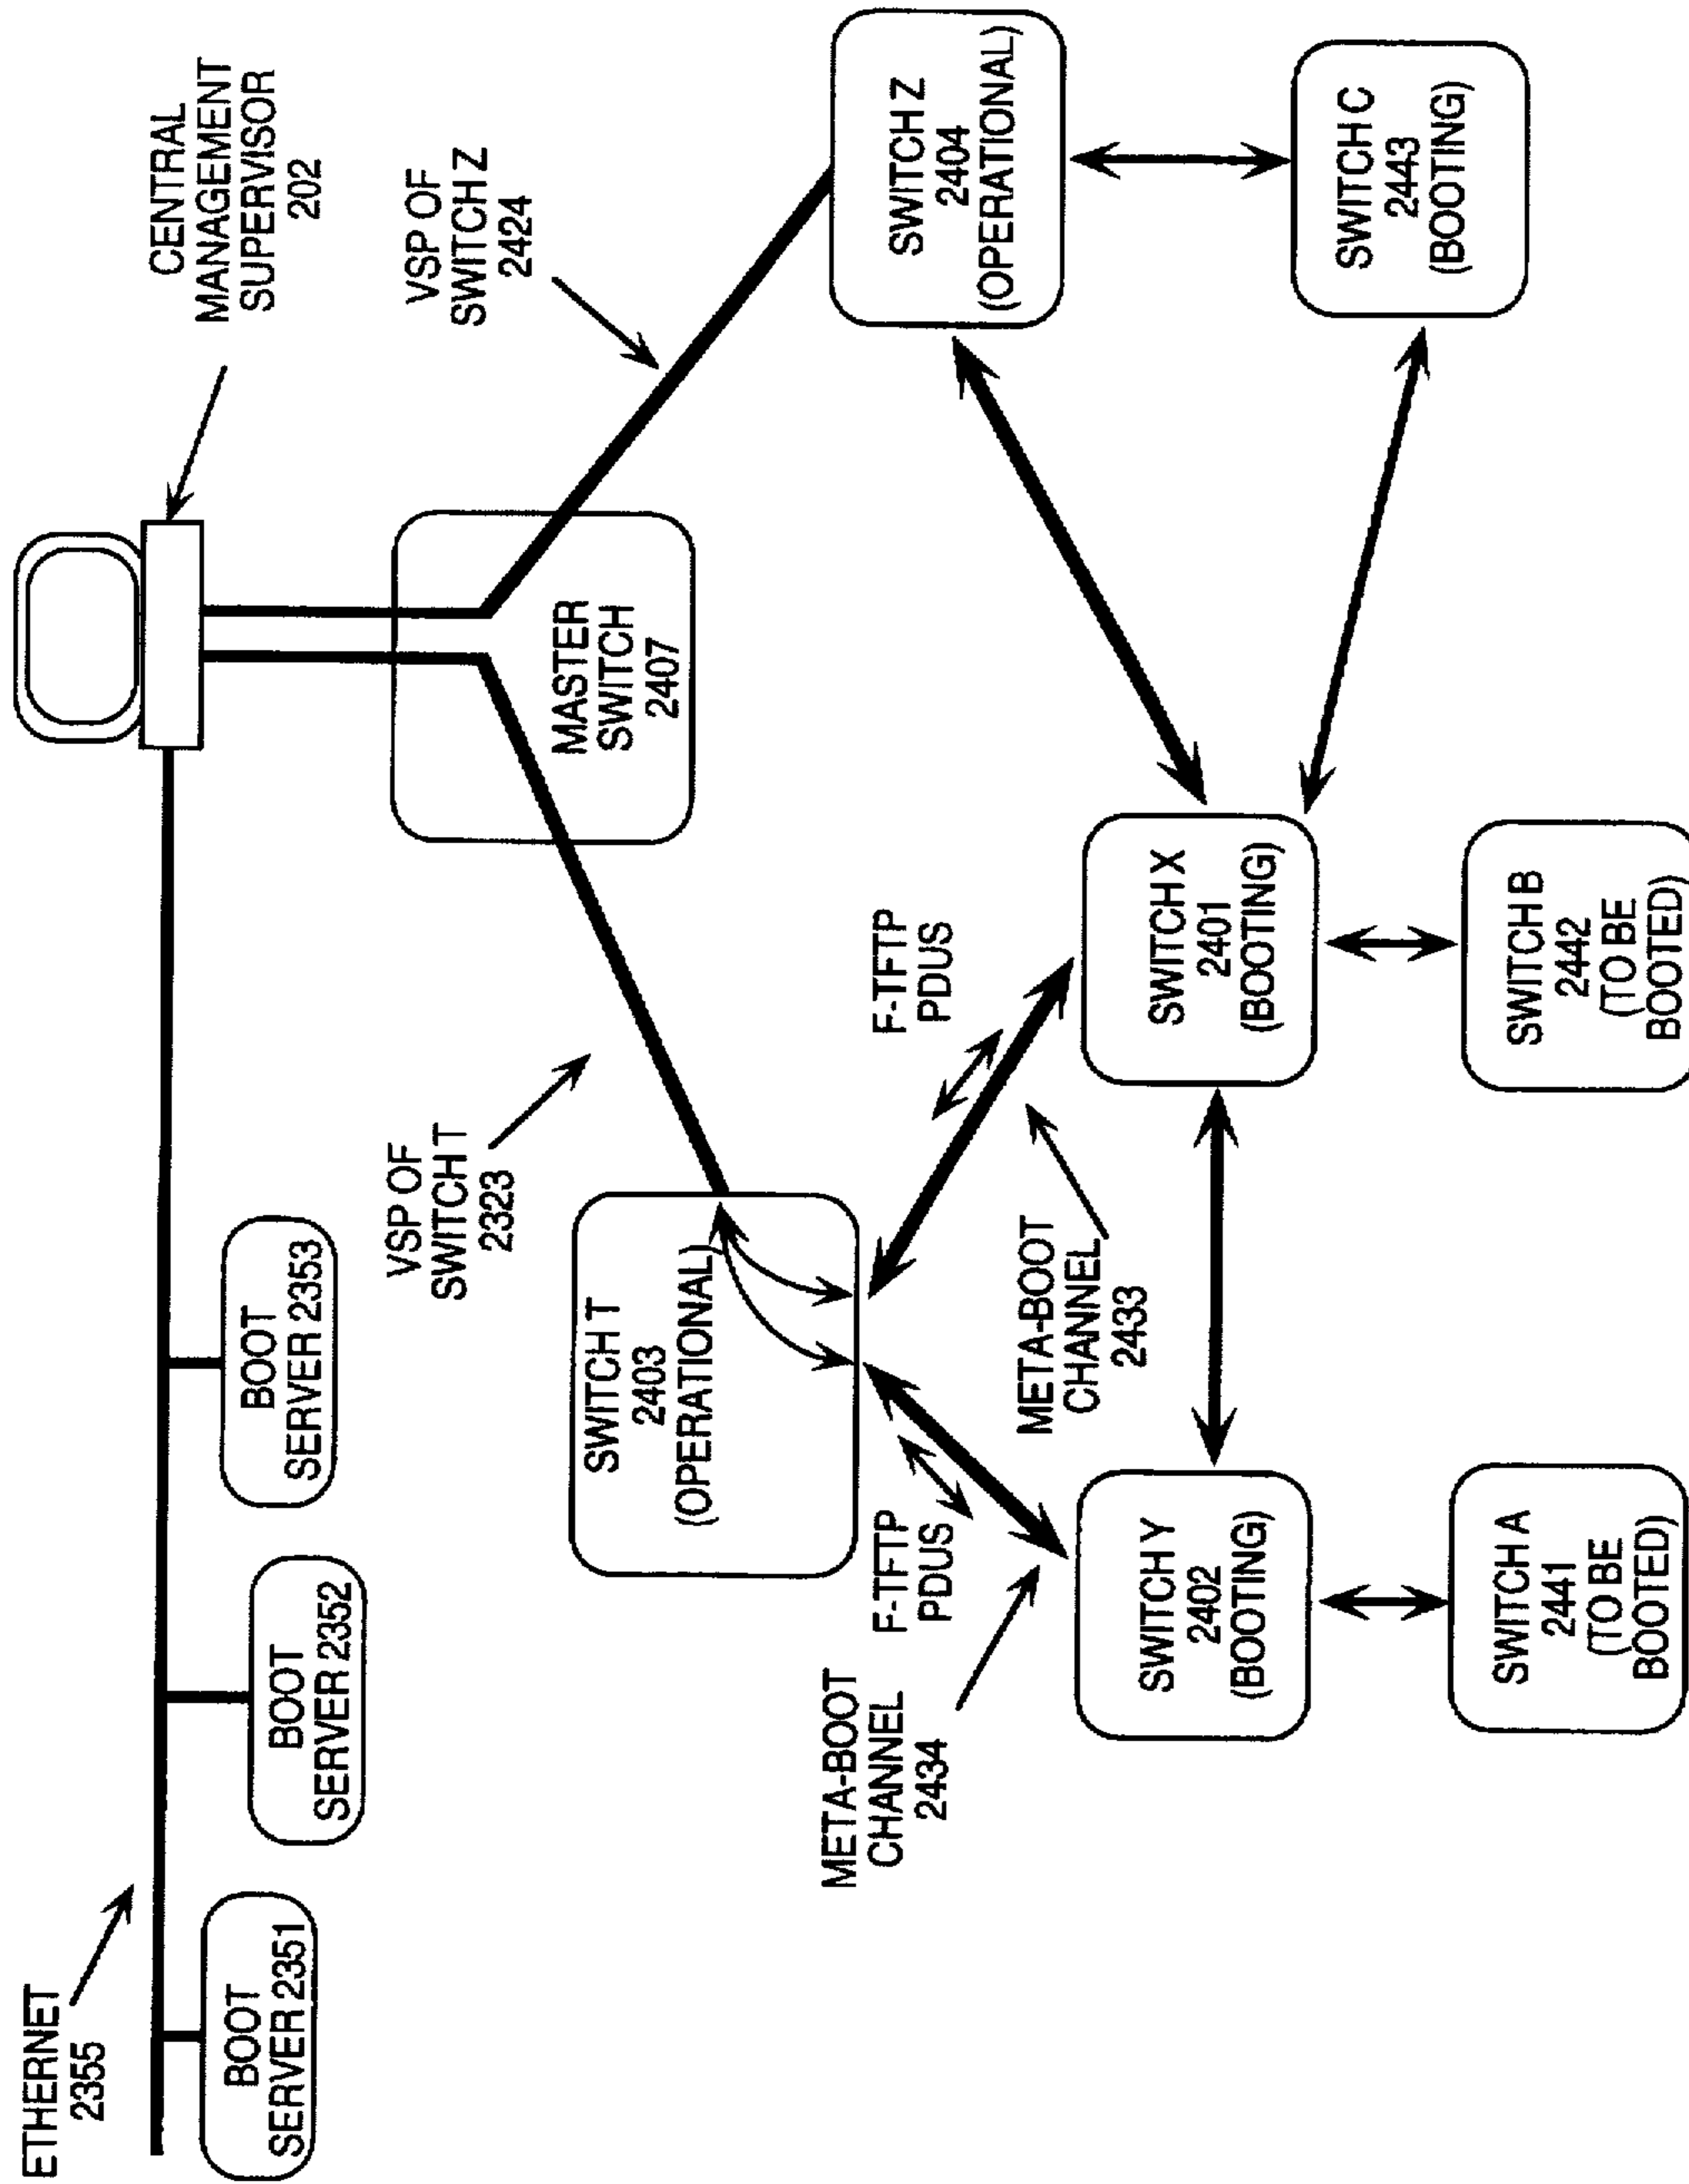 ETHERNET
2355
BOOT
SERVER 2351
BOOT
SERVER 2352
BOOT
SERVER 2353
CENTRAL
MANAGEMENT
SUPERVISOR
202
MASTER
SWITCH
2407
VSP OF
SWITCH T
2323
VSP OF
SWITCH Z
2424
SWITCH T
2403
(OPERATIONAL)
SWITCH Z
2404
(OPERATIONAL)
META-BOOT
CHANNEL
2434
F-TFTP
PDUS
META-BOOT
CHANNEL
2433
F-TFTP
PDUS
SWITCH Y
2402
(BOOTING)
SWITCH X
2401
(BOOTING)
SWITCH C
2443
(BOOTING)
SWITCH A
2441
(TO BE
BOOTED)
SWITCH B
2442
(TO BE
BOOTED)